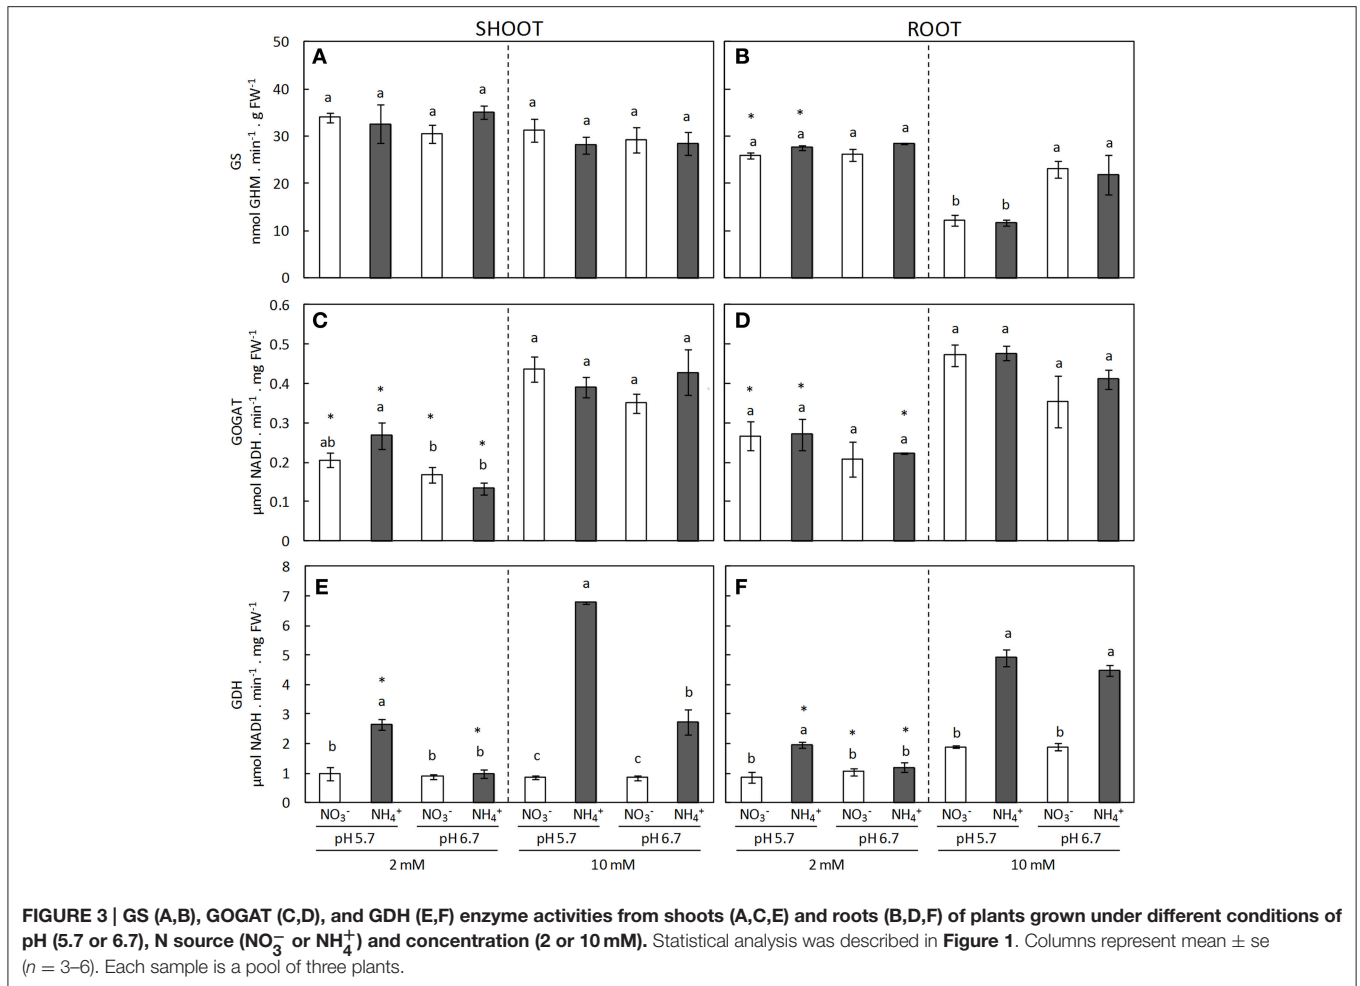 SHOOT ROOT
A
B
GS
nmol GHM . min⁻¹ . g FW⁻¹
50
40
30
20
10
0
a a a a a a a a
* *
a a a a
b b
a a
C
D
GOGAT
µmol NADH . min⁻¹ . mg FW⁻¹
0.6
0.5
0.4
0.3
0.2
0.1
0
* * * *
ab a b b
a a a a
* * *
a a a a
a a a a
E
F
GDH
µmol NADH . min⁻¹ . mg FW⁻¹
8
7
6
5
4
3
2
1
0
* *
b a b b
c a c b
* * *
b a b b
b a b a
NO₃⁻ NH₄⁺ NO₃⁻ NH₄⁺ NO₃⁻ NH₄⁺ NO₃⁻ NH₄⁺ NO₃⁻ NH₄⁺ NO₃⁻ NH₄⁺ NO₃⁻ NH₄⁺ NO₃⁻ NH₄⁺
pH 5.7 pH 6.7 pH 5.7 pH 6.7 pH 5.7 pH 6.7 pH 5.7 pH 6.7
2 mM 10 mM 2 mM 10 mM
FIGURE 3 | GS (A,B), GOGAT (C,D), and GDH (E,F) enzyme activities from shoots (A,C,E) and roots (B,D,F) of plants grown under different conditions of
pH (5.7 or 6.7), N source (NO₃⁻ or NH₄⁺) and concentration (2 or 10 mM). Statistical analysis was described in Figure 1. Columns represent mean ± se
(n = 3–6). Each sample is a pool of three plants.